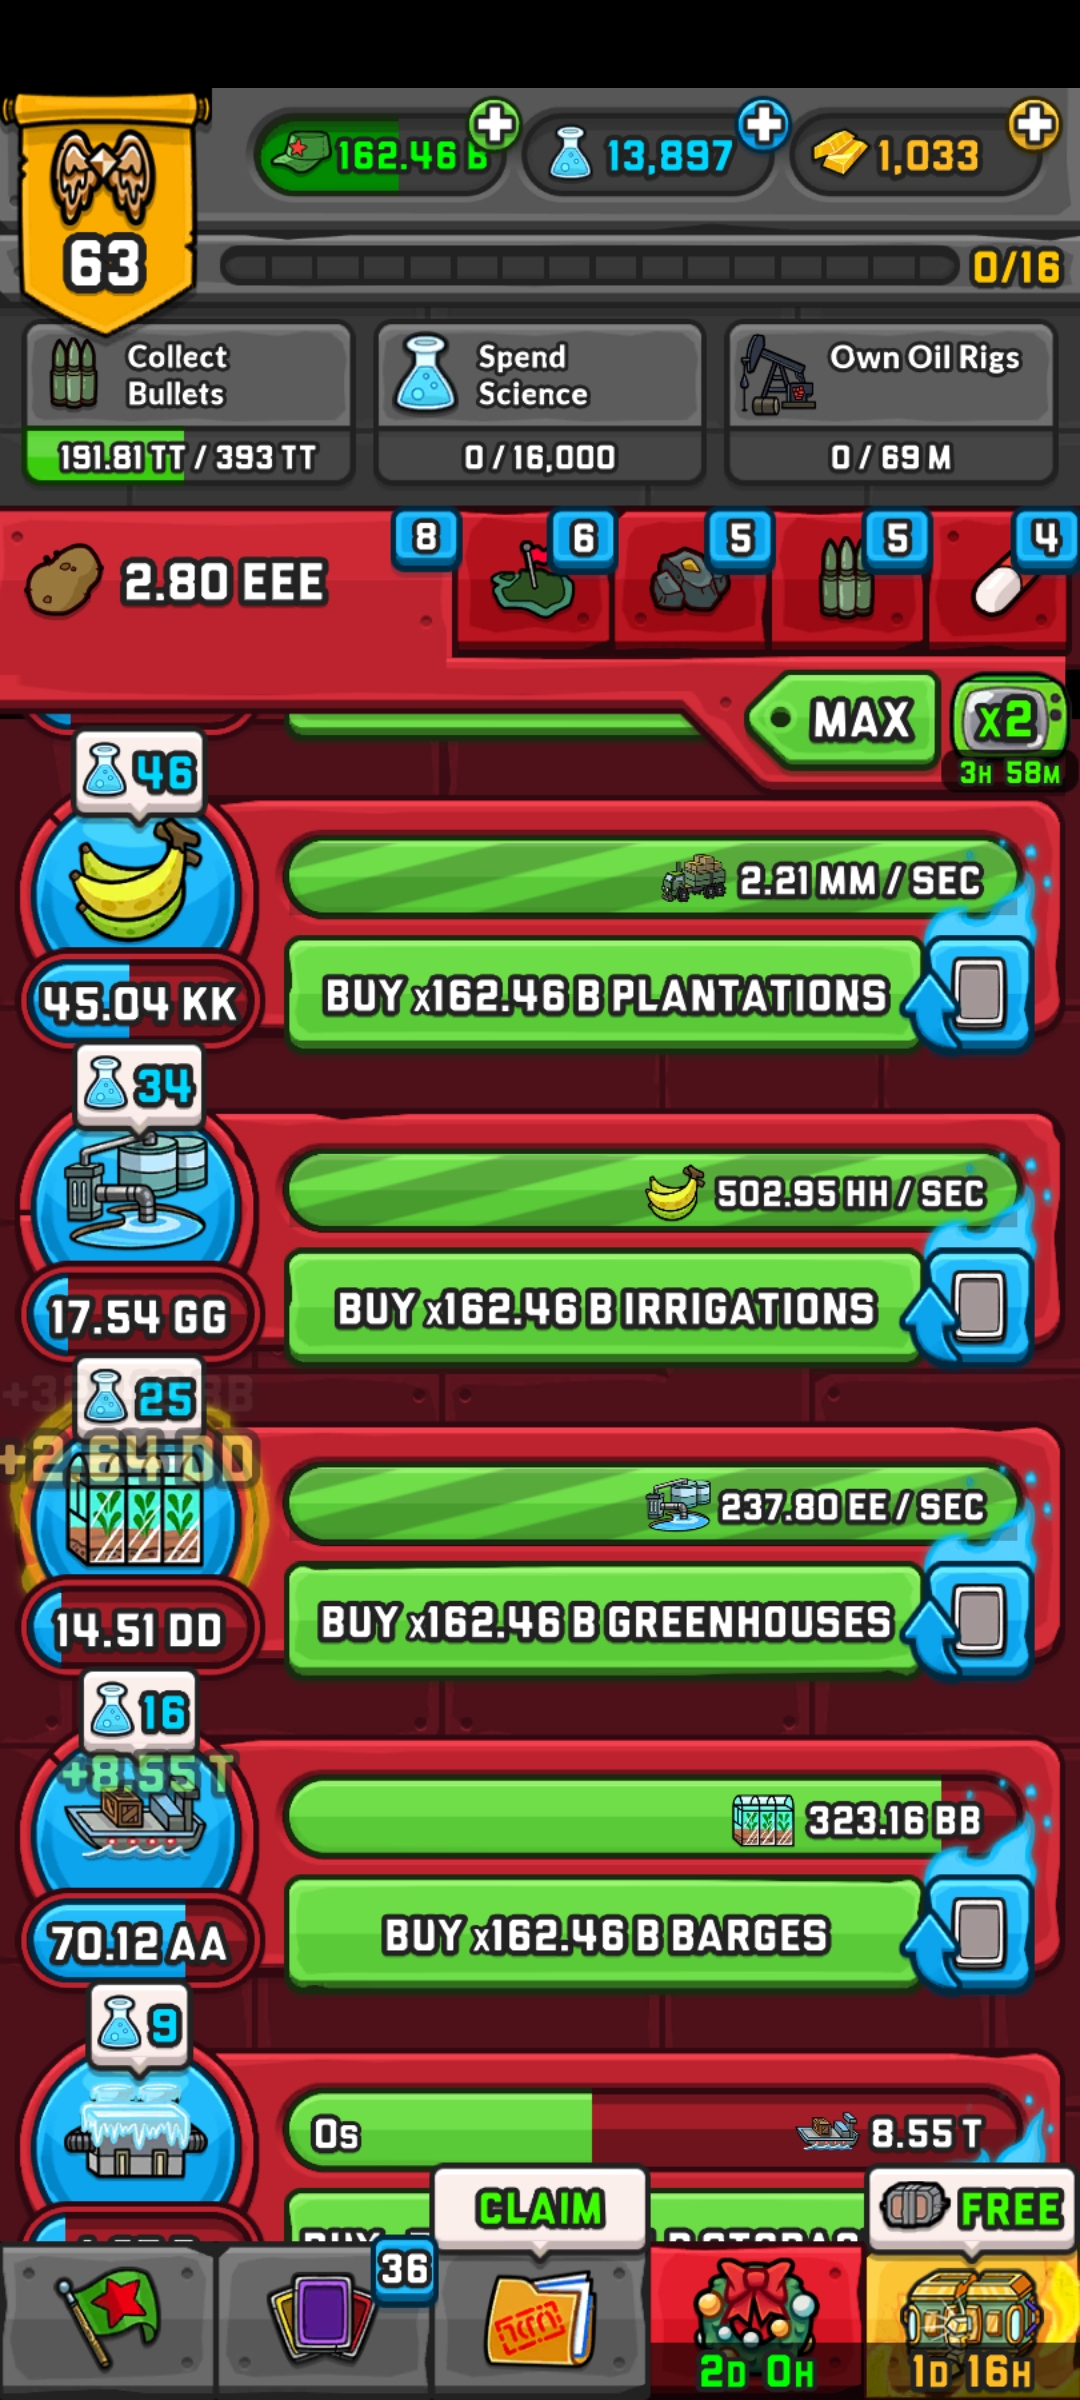 162.46 B
13,897
1,033
63
0/16
Collect
Bullets
191.81 TT / 393 TT
Spend
Science
0 / 16,000
Own Oil Rigs
0 / 69 M
2.80 EEE
8
6
5
5
4
MAX
x2
3H 58M
46
2.21 MM / SEC
45.04 KK
BUY x162.46 B PLANTATIONS
34
502.95 HH / SEC
17.54 GG
BUY x162.46 B IRRIGATIONS
25
+2.64 DD
237.80 EE / SEC
14.51 DD
BUY x162.46 B GREENHOUSES
16
+8.55 T
323.16 BB
70.12 AA
BUY x162.46 B BARGES
9
0s
8.55 T
CLAIM
FREE
BUY
36
2D 0H
1D 16H